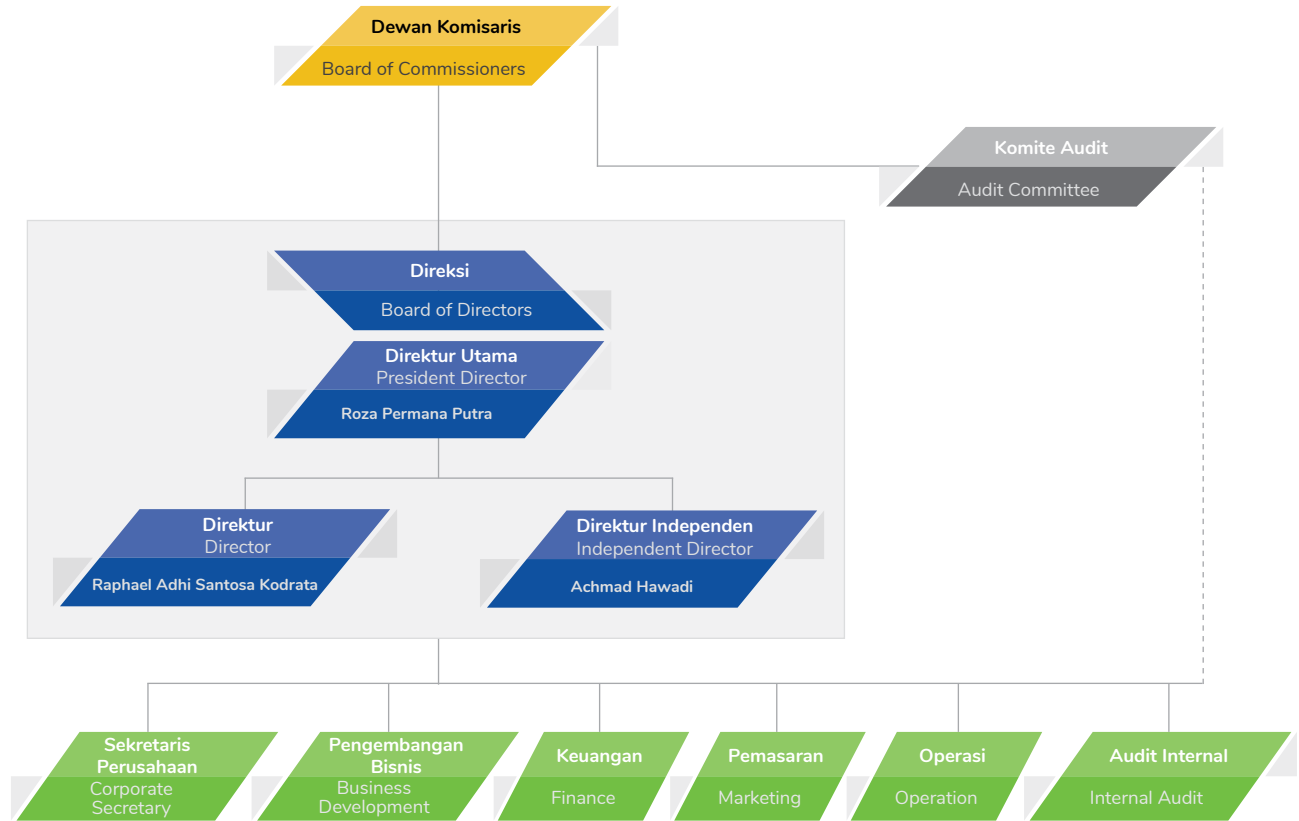 Dewan Komisaris
Board of Commissioners
Komite Audit
Audit Committee
Direksi
Board of Directors
Direktur Utama
President Director
Roza Permana Putra
Direktur
Director
Raphael Adhi Santosa Kodrata
Direktur Independen
Independent Director
Achmad Hawadi
Sekretaris
Perusahaan
Corporate
Secretary
Pengembangan
Bisnis
Business
Development
Keuangan
Finance
Pemasaran
Marketing
Operasi
Operation
Audit Internal
Internal Audit